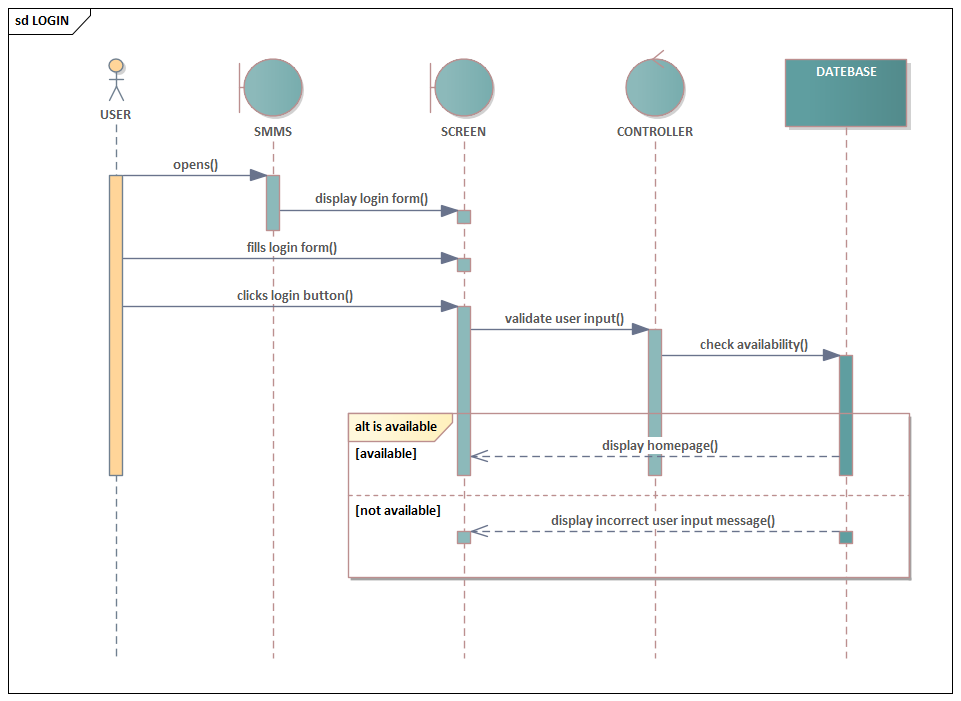 sd LOGIN
USER
SMMS
SCREEN
CONTROLLER
DATEBASE
opens()
display login form()
fills login form()
clicks login button()
validate user input()
check availability()
alt is available
display homepage()
[available]
[not available]
display incorrect user input message()